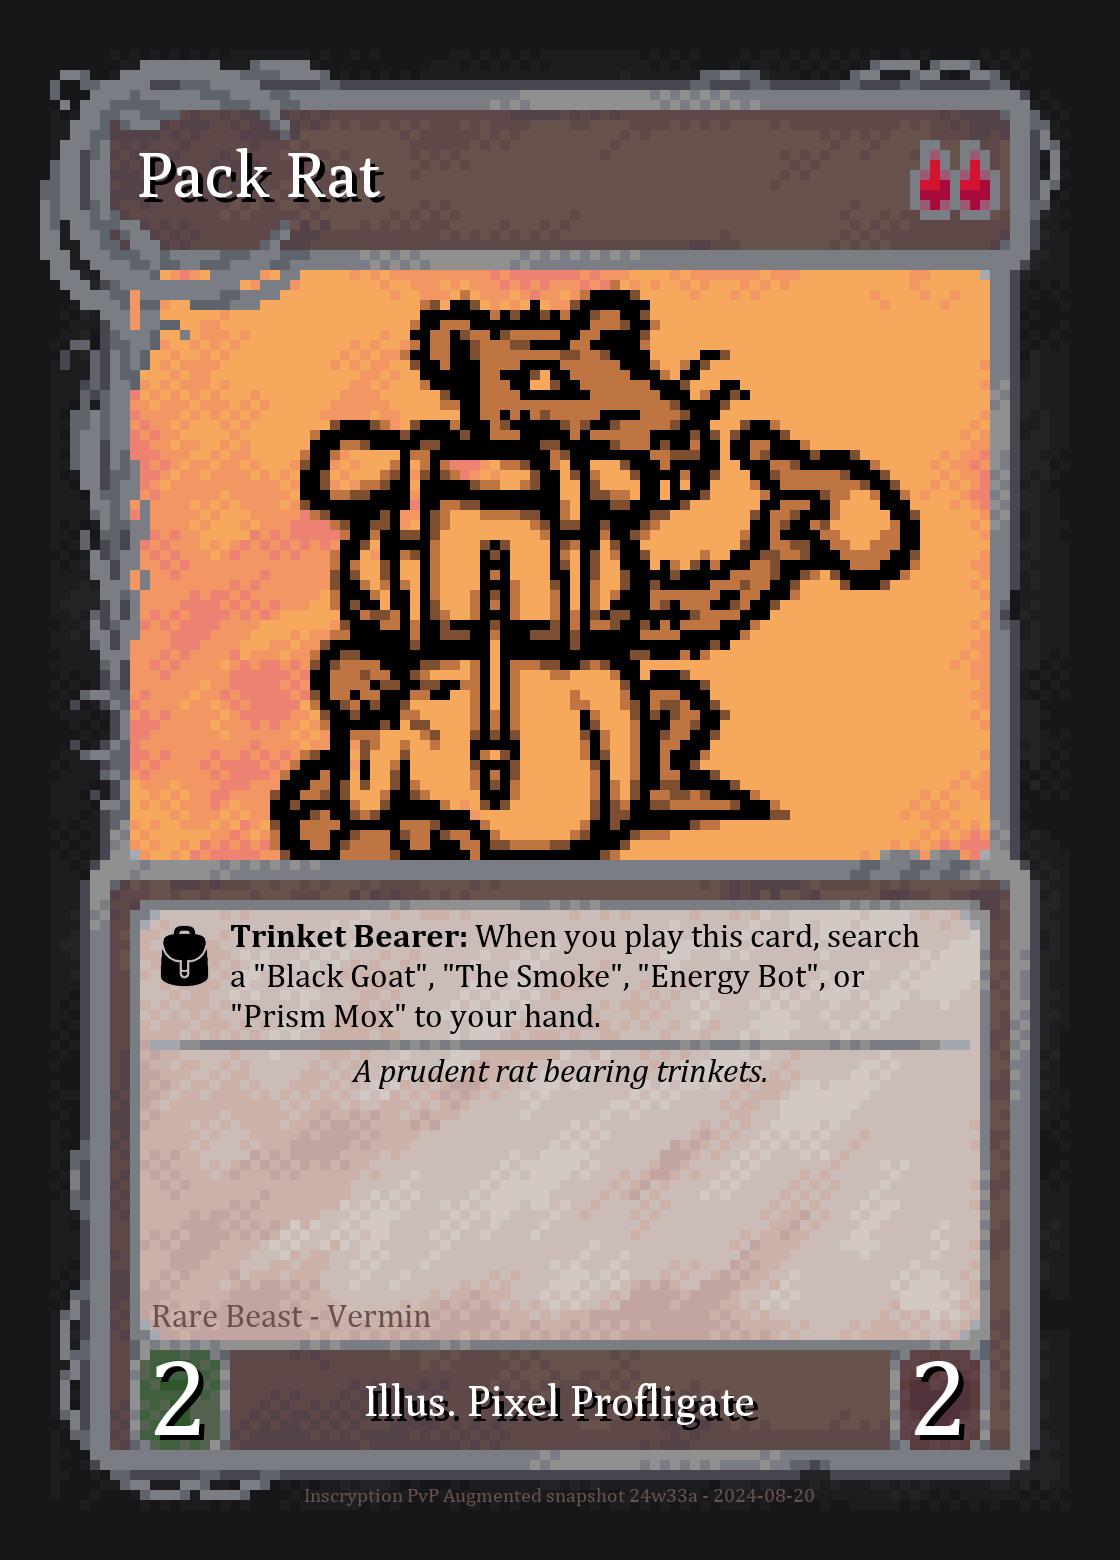 Pack Rat
Trinket Bearer: When you play this card, search
a "Black Goat", "The Smoke", "Energy Bot", or
"Prism Mox" to your hand.
A prudent rat bearing trinkets.
Rare Beast - Vermin
2 Illus. Pixel Profligate 2
Inscryption PvP Augmented snapshot 24w33a - 2024-08-20